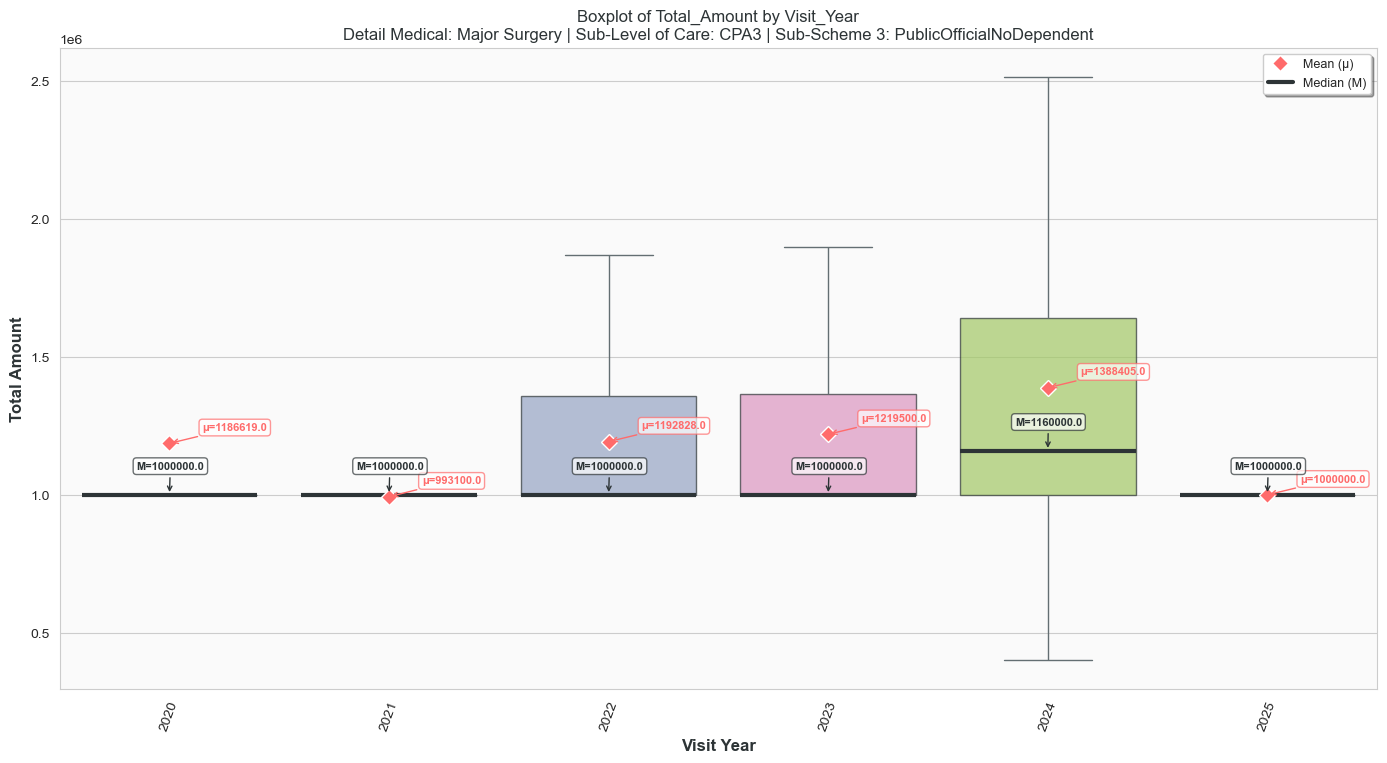 Boxplot of Total_Amount by Visit_Year
Detail Medical: Major Surgery | Sub-Level of Care: CPA3 | Sub-Scheme 3: PublicOfficialNoDependent
1e6
Mean (μ)
Median (M)
2.5
2.0
1.5
1.0
0.5
Total Amount
μ=1186619.0
M=1000000.0
M=1000000.0
μ=993100.0
μ=1192828.0
M=1000000.0
μ=1219500.0
M=1000000.0
μ=1388405.0
M=1160000.0
M=1000000.0
μ=1000000.0
2020
2021
2022
2023
2024
2025
Visit Year